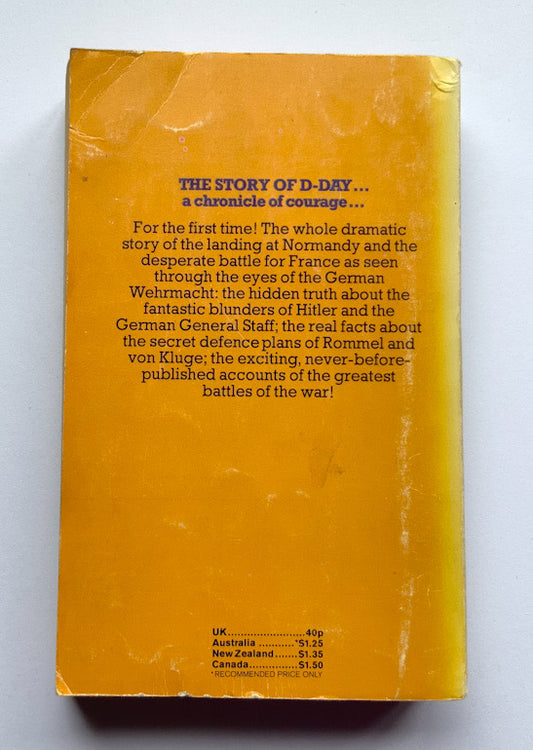 THE STORY OF D-DAY...
a chronicle of courage...
For the first time! The whole dramatic
story of the landing at Normandy and the
desperate battle for France as seen
through the eyes of the German
Wehrmacht: the hidden truth about the
fantastic blunders of Hitler and the
German General Staff; the real facts about
the secret defence plans of Rommel and
von Kluge; the exciting, never-before-
published accounts of the greatest
battles of the war!
UK........................40p
Australia ...........*$1.25
New Zealand.......$1.35
Canada...............$1.50
*RECOMMENDED PRICE ONLY